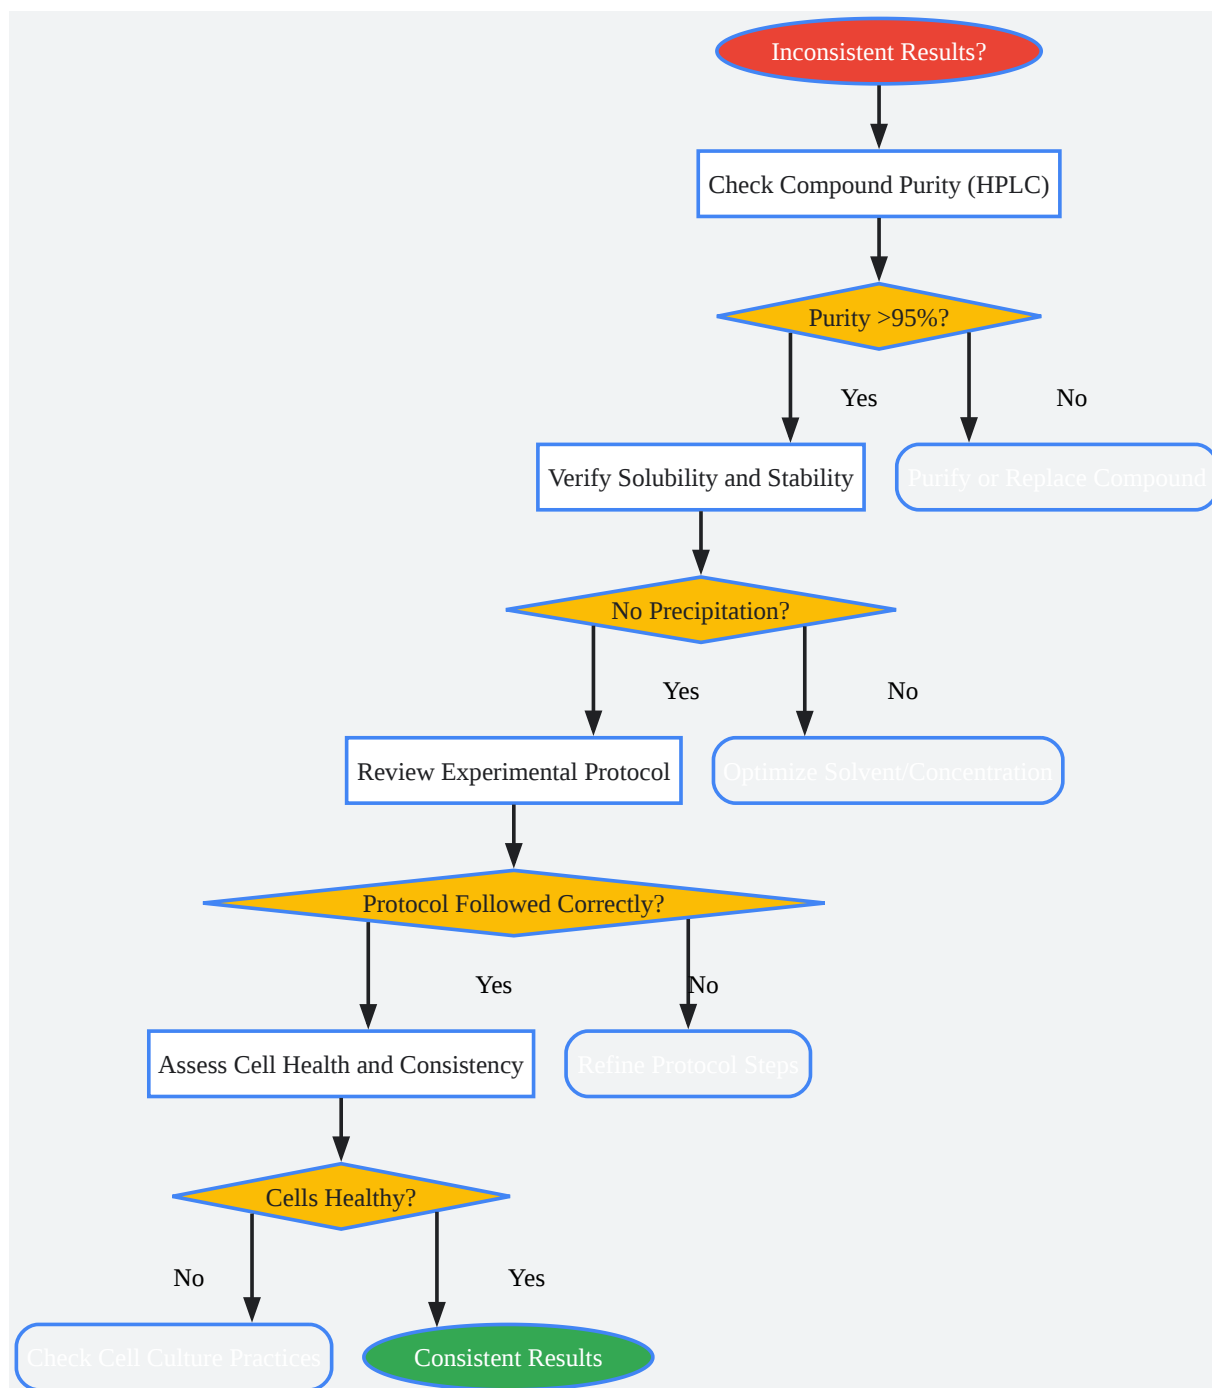 Inconsistent Results?
Check Compound Purity (HPLC)
Purity >95%?
Yes
No
Verify Solubility and Stability
Purify or Replace Compound
No Precipitation?
Yes
No
Review Experimental Protocol
Optimize Solvent/Concentration
Protocol Followed Correctly?
Yes
No
Assess Cell Health and Consistency
Refine Protocol Steps
Cells Healthy?
No
Yes
Check Cell Culture Practices
Consistent Results